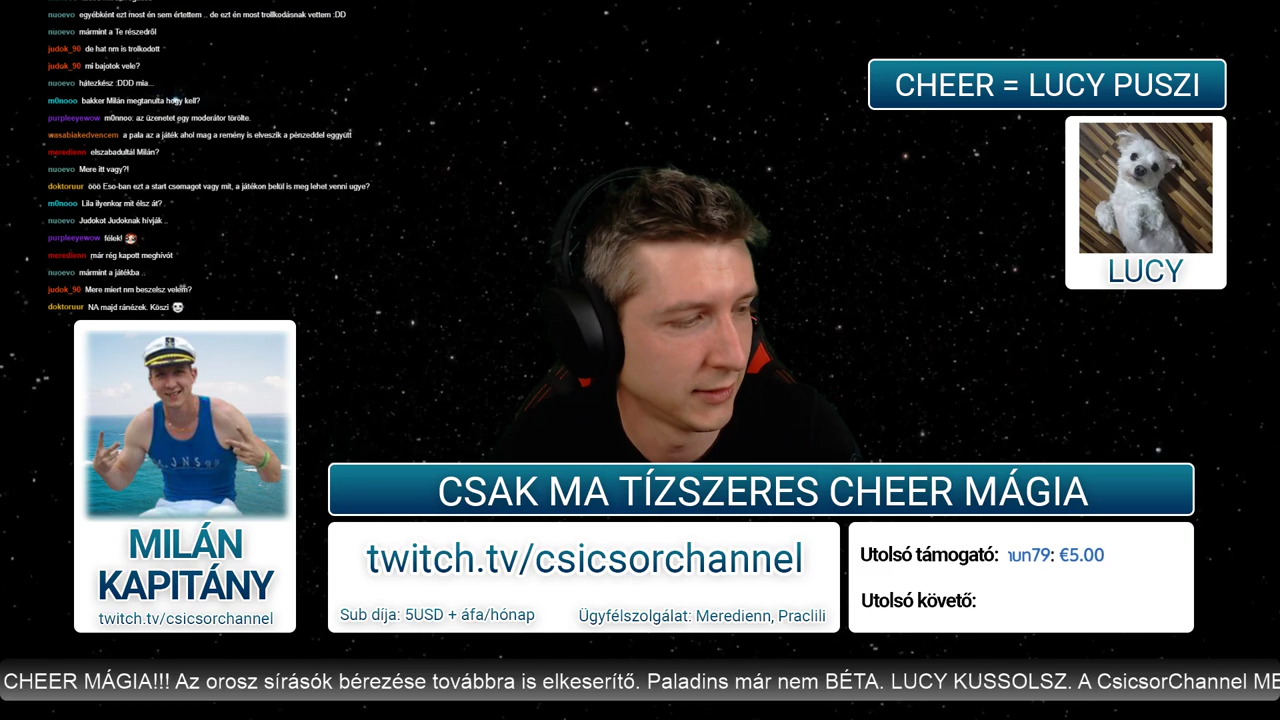 nuoevo egyébként ezt most én sem értettem .. de ezt én most trollkodásnak vettem :DD
nuoevo mármint a Te részedről
judok_90 de hat nm is trolkodott
judok_90 mi bajotok vele?
nuoevo hátezkész :DDD mia...
m0nooo bakker Milán megtanulta hogy kell?
purpleeyewow m0nnoo: az üzenetet egy moderátor törölte.
wasabiakedvencem a pala az a játék ahol mag a remény is elveszik a pénzeddel eggyütt
meredienn elszabadultál Milán?
nuoevo Mere itt vagy?!
doktoruur ööö Eso-ban ezt a start csomagot vagy mit, a játékon belül is meg lehet venni ugye?
m0nooo Lila ilyenkor mit élsz át?
nuoevo Judokot Judoknak hívják ..
purpleeyewow félek!
meredienn már rég kapott meghívót
nuoevo mármint a játékba ..
judok_90 Mere miert nm beszelsz velem?
doktoruur NA majd ránézek. Köszi
CHEER = LUCY PUSZI
LUCY
MILÁN
KAPITÁNY
twitch.tv/csicsorchannel
CSAK MA TÍZSZERES CHEER MÁGIA
twitch.tv/csicsorchannel
Sub díja: 5USD + áfa/hónap
Ügyfélszolgálat: Meredienn, Praclili
Utolsó támogató: nun79: €5.00
Utolsó követő:
CHEER MÁGIA!!! Az orosz sírásók bérezése továbbra is elkeserítő. Paladins már nem BÉTA. LUCY KUSSOLSZ. A CsicsorChannel ME